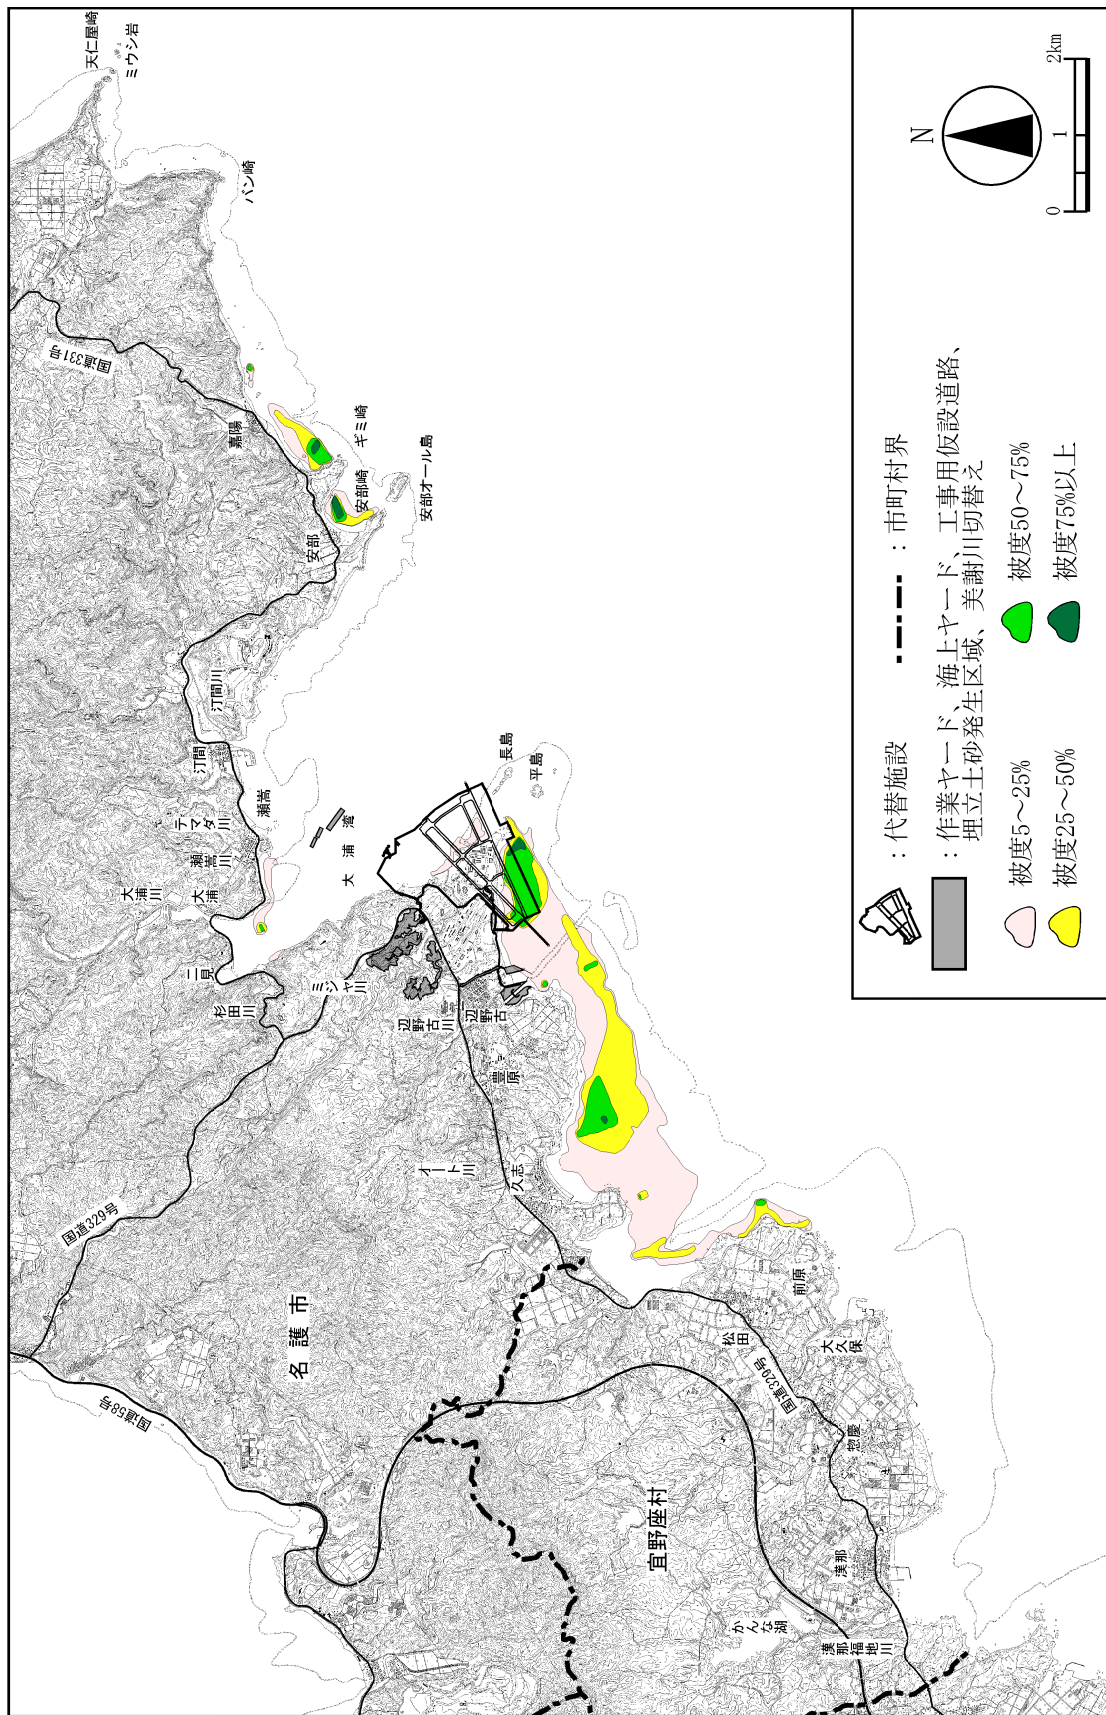 天仁屋崎
ミウシ岩
バン崎
国道331号
嘉陽
ギミ崎
安部崎
安部オール島
安部
汀間川
汀間
テマダ川
瀬嵩
瀬嵩川
大浦川
大浦
大浦湾
長島
平島
二見
杉田川
ミジャ川
辺野古川
辺野古
豊原
オートト川
久志
国道329号
国道58号
名護市
前原
松田
大久保
国道329号
惣慶
宜野座村
漢那
かんな湖
漢那福地川
N
0 1 2km
：代替施設
：市町村界
：作業ヤード、海上ヤード、工事用仮設道路、
埋立土砂発生区域、美謝川切替え
被度5～25%
被度50～75%
被度25～50%
被度75%以上